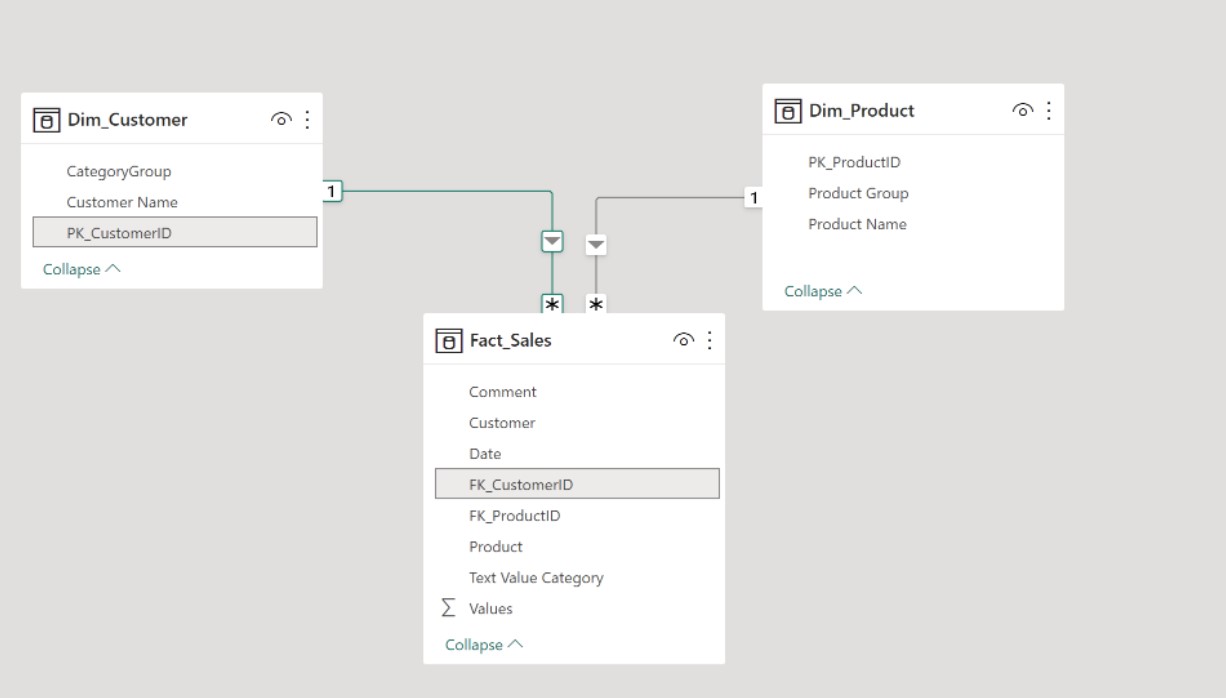 Dim_Customer
CategoryGroup
Customer Name
PK_CustomerID
Collapse
1
Dim_Product
PK_ProductID
Product Group
Product Name
Collapse
1
*
*
Fact_Sales
Comment
Customer
Date
FK_CustomerID
FK_ProductID
Product
Text Value Category
∑ Values
Collapse